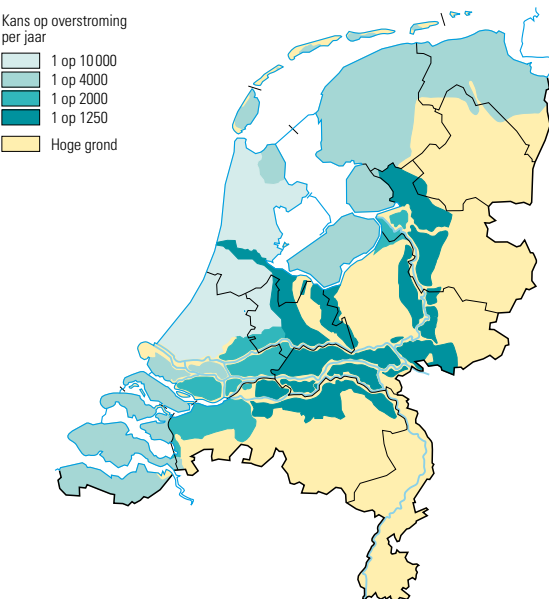 Kans op overstroming
per jaar
1 op 10 000
1 op 4000
1 op 2000
1 op 1250
Hoge grond